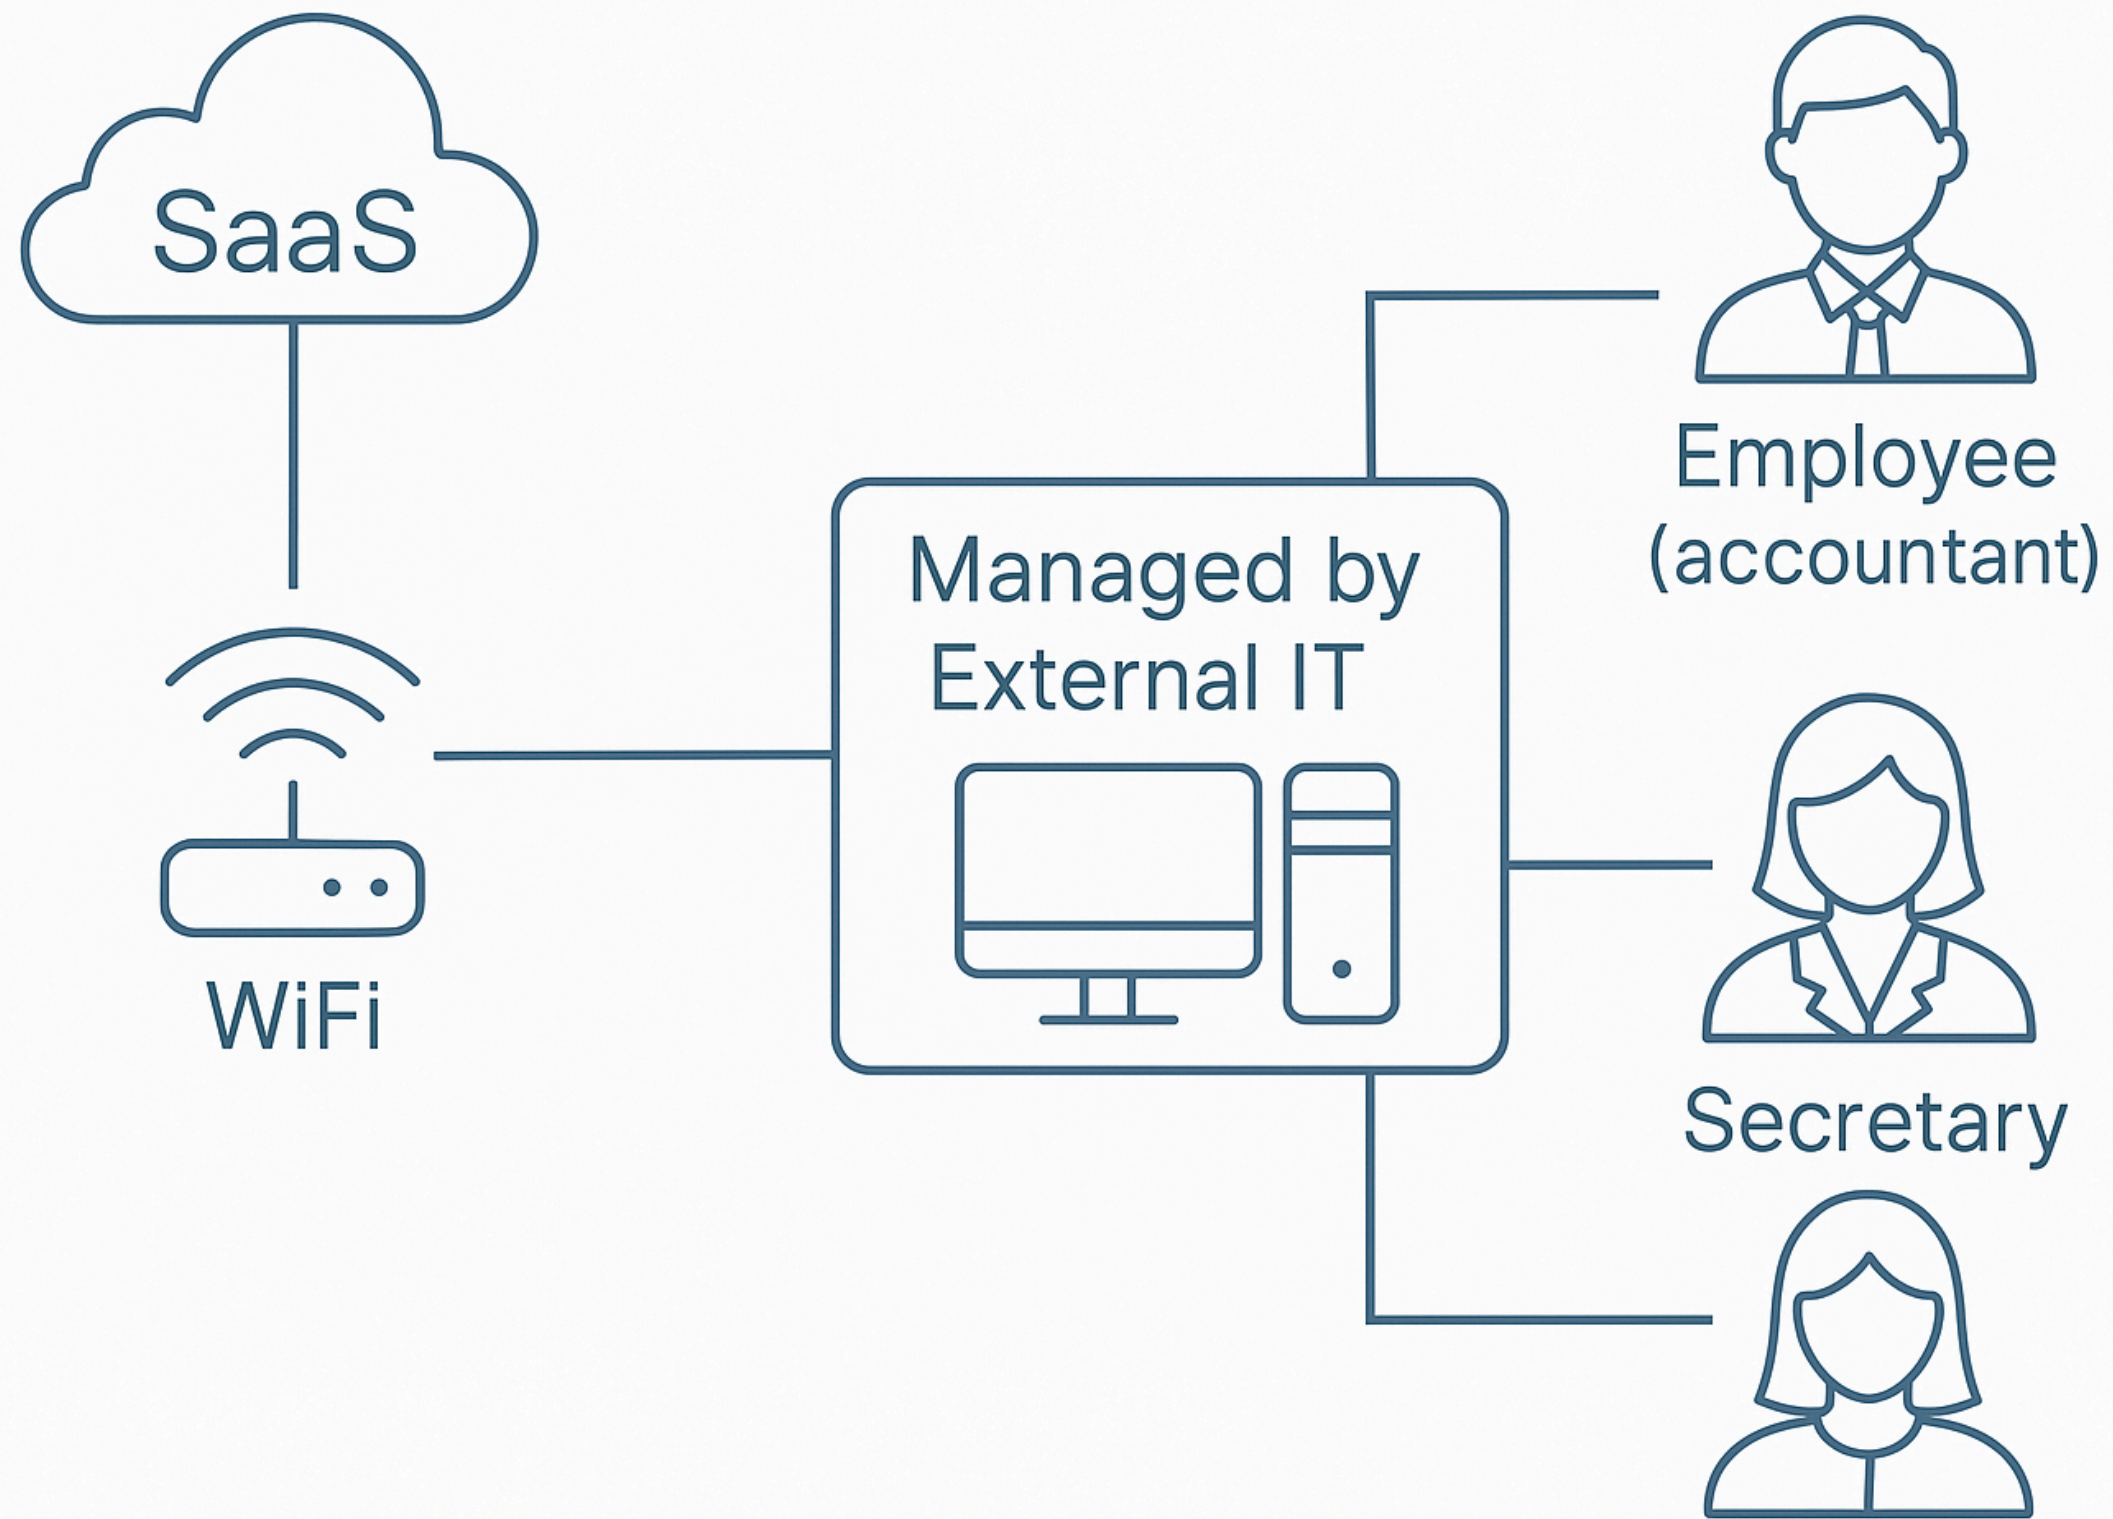 SaaS
WiFi
Managed by
External IT
Employee
(accountant)
Secretary